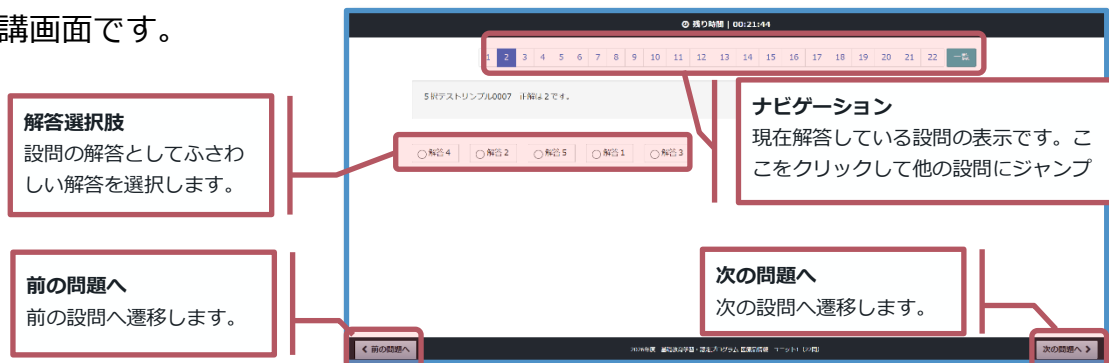 講画面です。
残り時間 | 00:21:44
1 2 3 4 5 6 7 8 9 10 11 12 13 14 15 16 17 18 19 20 21 22 一覧
5択テストサンプル0007 正解は2です。
解答選択肢
設問の解答としてふさわ
しい解答を選択します。
ナビゲーション
現在解答している設問の表示です。こ
こをクリックして他の設問にジャンプ
解答4 解答2 解答5 解答1 解答3
前の問題へ
前の設問へ遷移します。
次の問題へ
次の設問へ遷移します。
前の問題へ
2026年度
次の問題へ